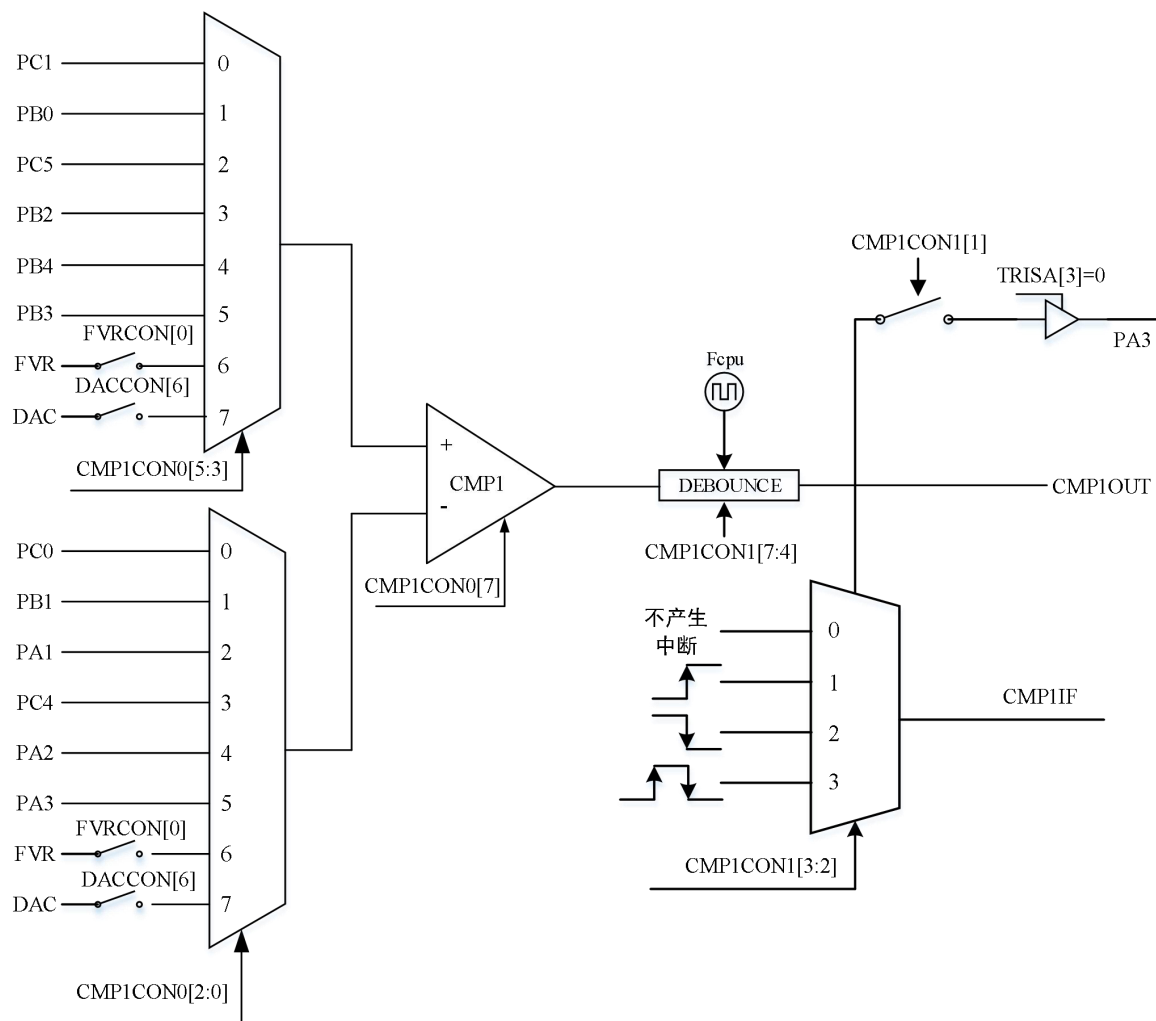 PC1
0
PB0
1
PC5
2
PB2
3
PB4
4
PB3
5
FVRCON[0]
FVR
6
DACCON[6]
DAC
7
CMP1CON0[5:3]
PC0
0
PB1
1
PA1
2
PC4
3
PA2
4
PA3
5
FVRCON[0]
FVR
6
DACCON[6]
DAC
7
CMP1CON0[2:0]
+
CMP1
-
CMP1CON0[7]
Fcpu
DEBOUNCE
CMP1CON1[7:4]
CMP1OUT
CMP1CON1[1]
TRISA[3]=0
PA3
不产生
中断
0
1
2
3
CMP1IF
CMP1CON1[3:2]